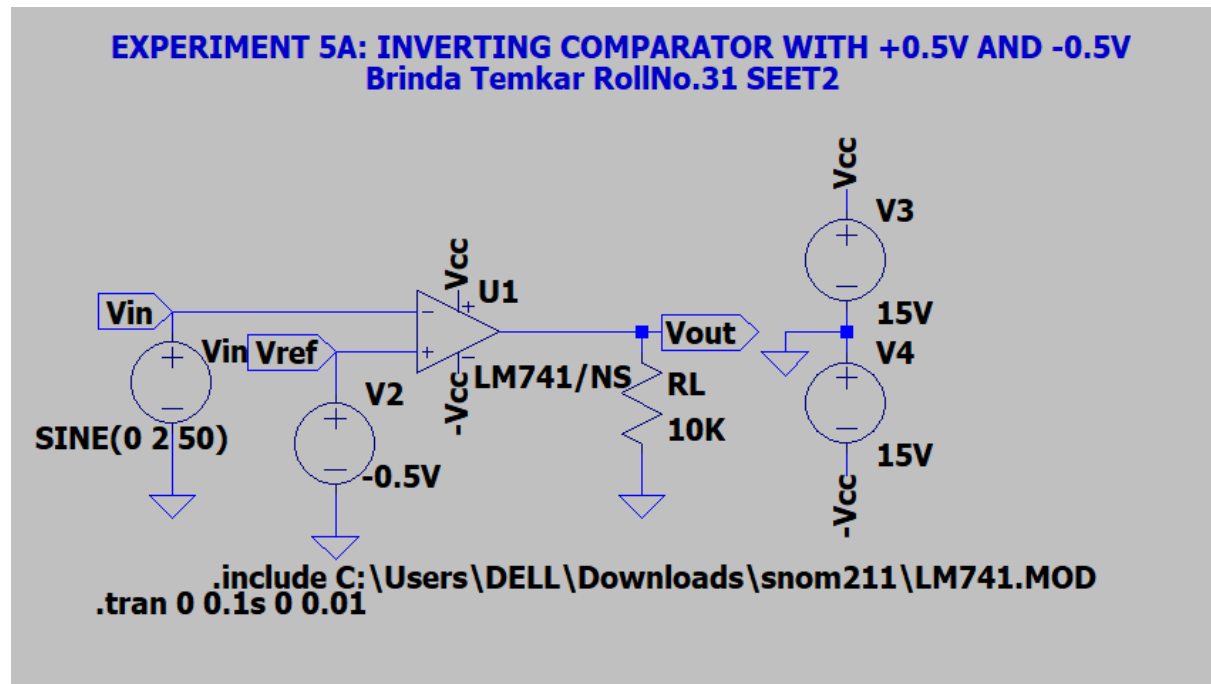 EXPERIMENT 5A: INVERTING COMPARATOR WITH +0.5V AND -0.5V
Brinda Temkar RollNo.31 SEET2
Vcc
V3
15V
V4
15V
-Vcc
Vcc
U1
Vin
Vin
Vref
Vout
V2
-Vcc
LM741/NS
RL
10K
SINE(0 2 50)
-0.5V
.include C:\Users\DELL\Downloads\snom211\LM741.MOD
.tran 0 0.1s 0 0.01